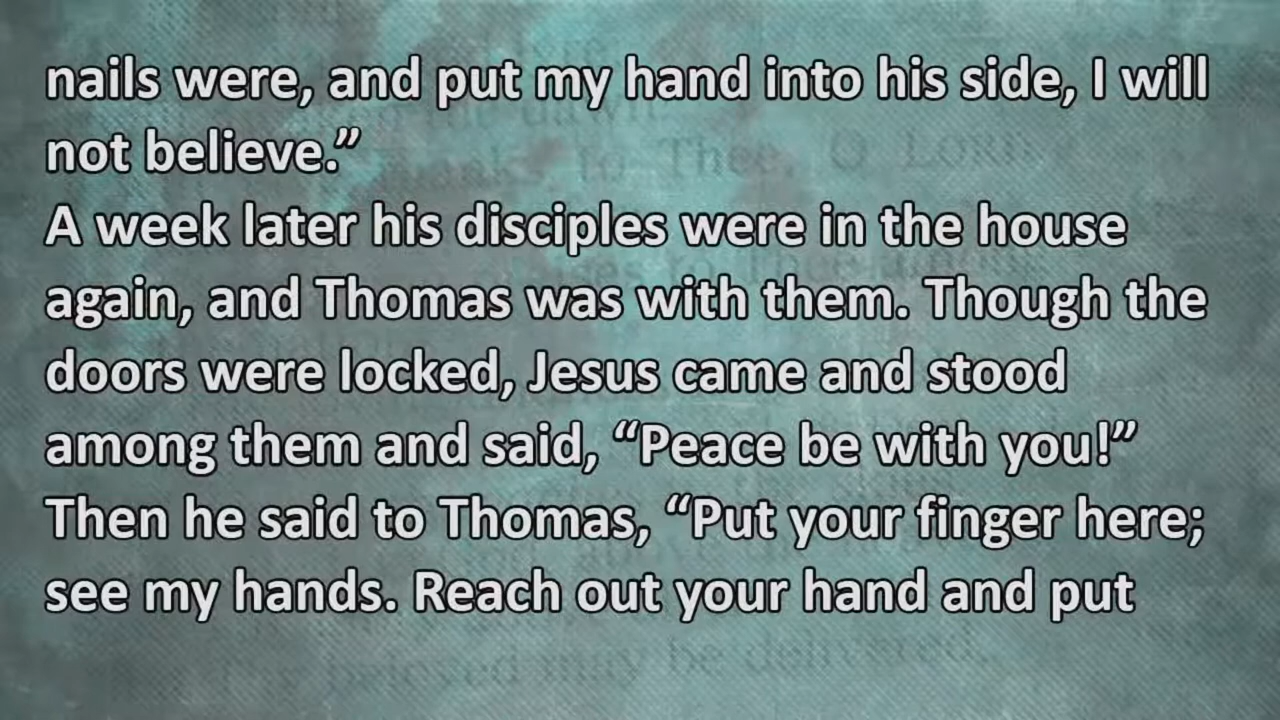 nails were, and put my hand into his side, I will
not believe.”
A week later his disciples were in the house
again, and Thomas was with them. Though the
doors were locked, Jesus came and stood
among them and said, “Peace be with you!”
Then he said to Thomas, “Put your finger here;
see my hands. Reach out your hand and put